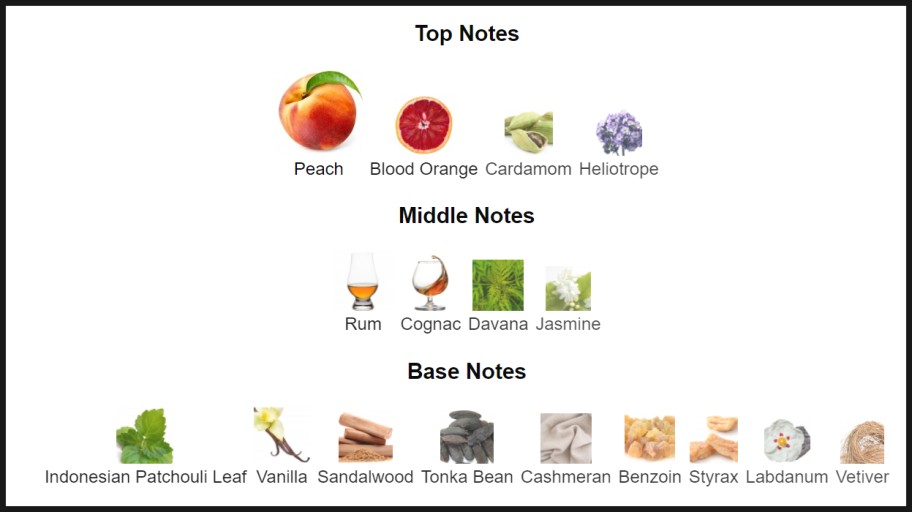 Top Notes
Peach Blood Orange Cardamom Heliotrope
Middle Notes
Rum Cognac Davana Jasmine
Base Notes
Indonesian Patchouli Leaf Vanilla Sandalwood Tonka Bean Cashmeran Benzoin Styrax Labdanum Vetiver